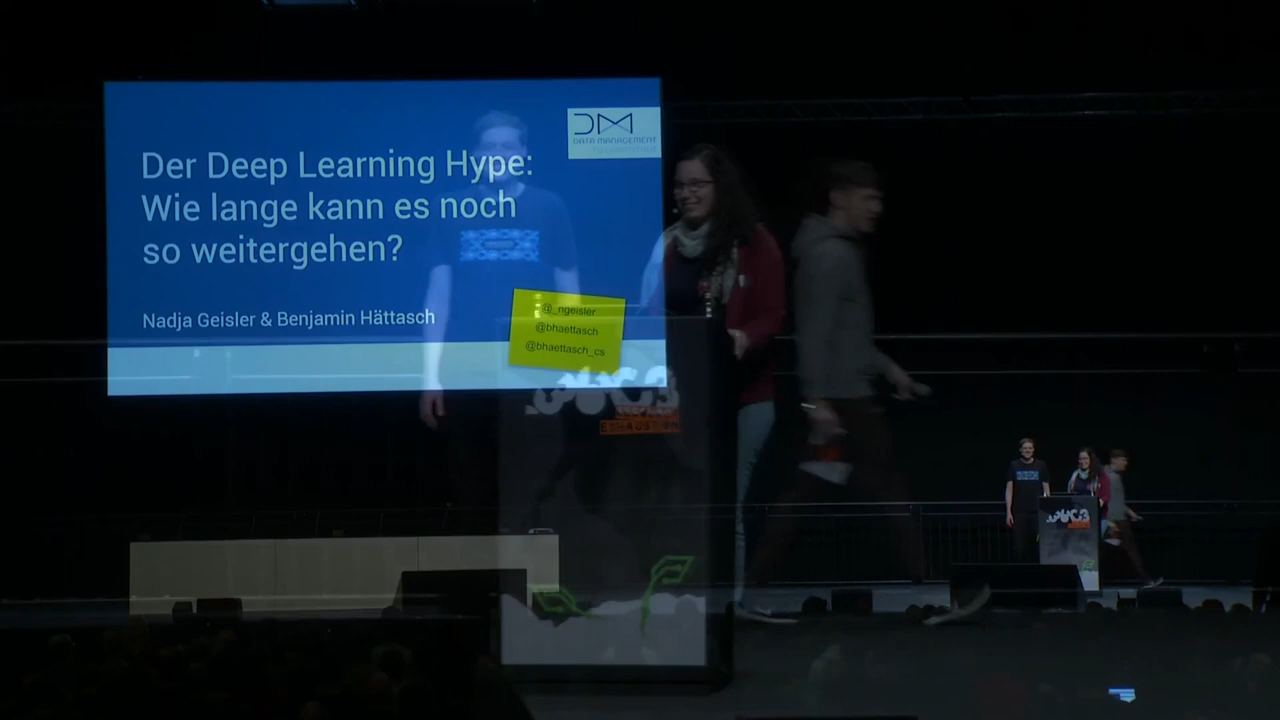 DM
DATA MANAGEMENT
Der Deep Learning Hype:
Wie lange kann es noch
so weitergehen?
Nadja Geisler & Benjamin Hättasch
@_ngeisler
@bhaettasch
@bhaettasch_cs